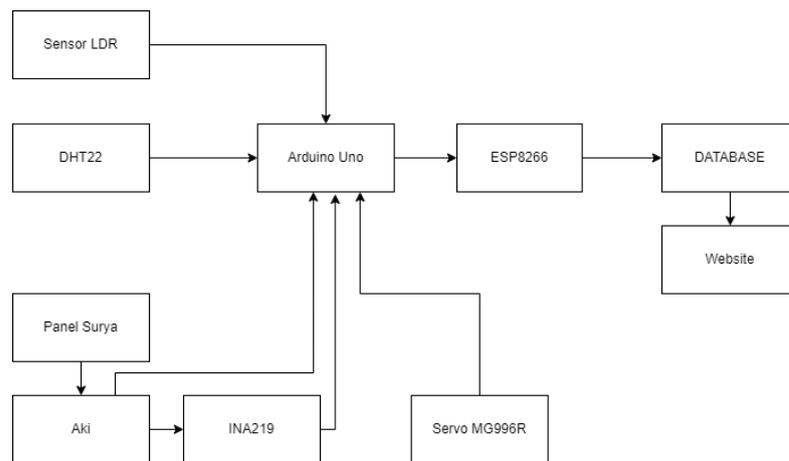 Sensor LDR
DHT22
Arduino Uno
ESP8266
DATABASE
Website
Panel Surya
Aki
INA219
Servo MG996R